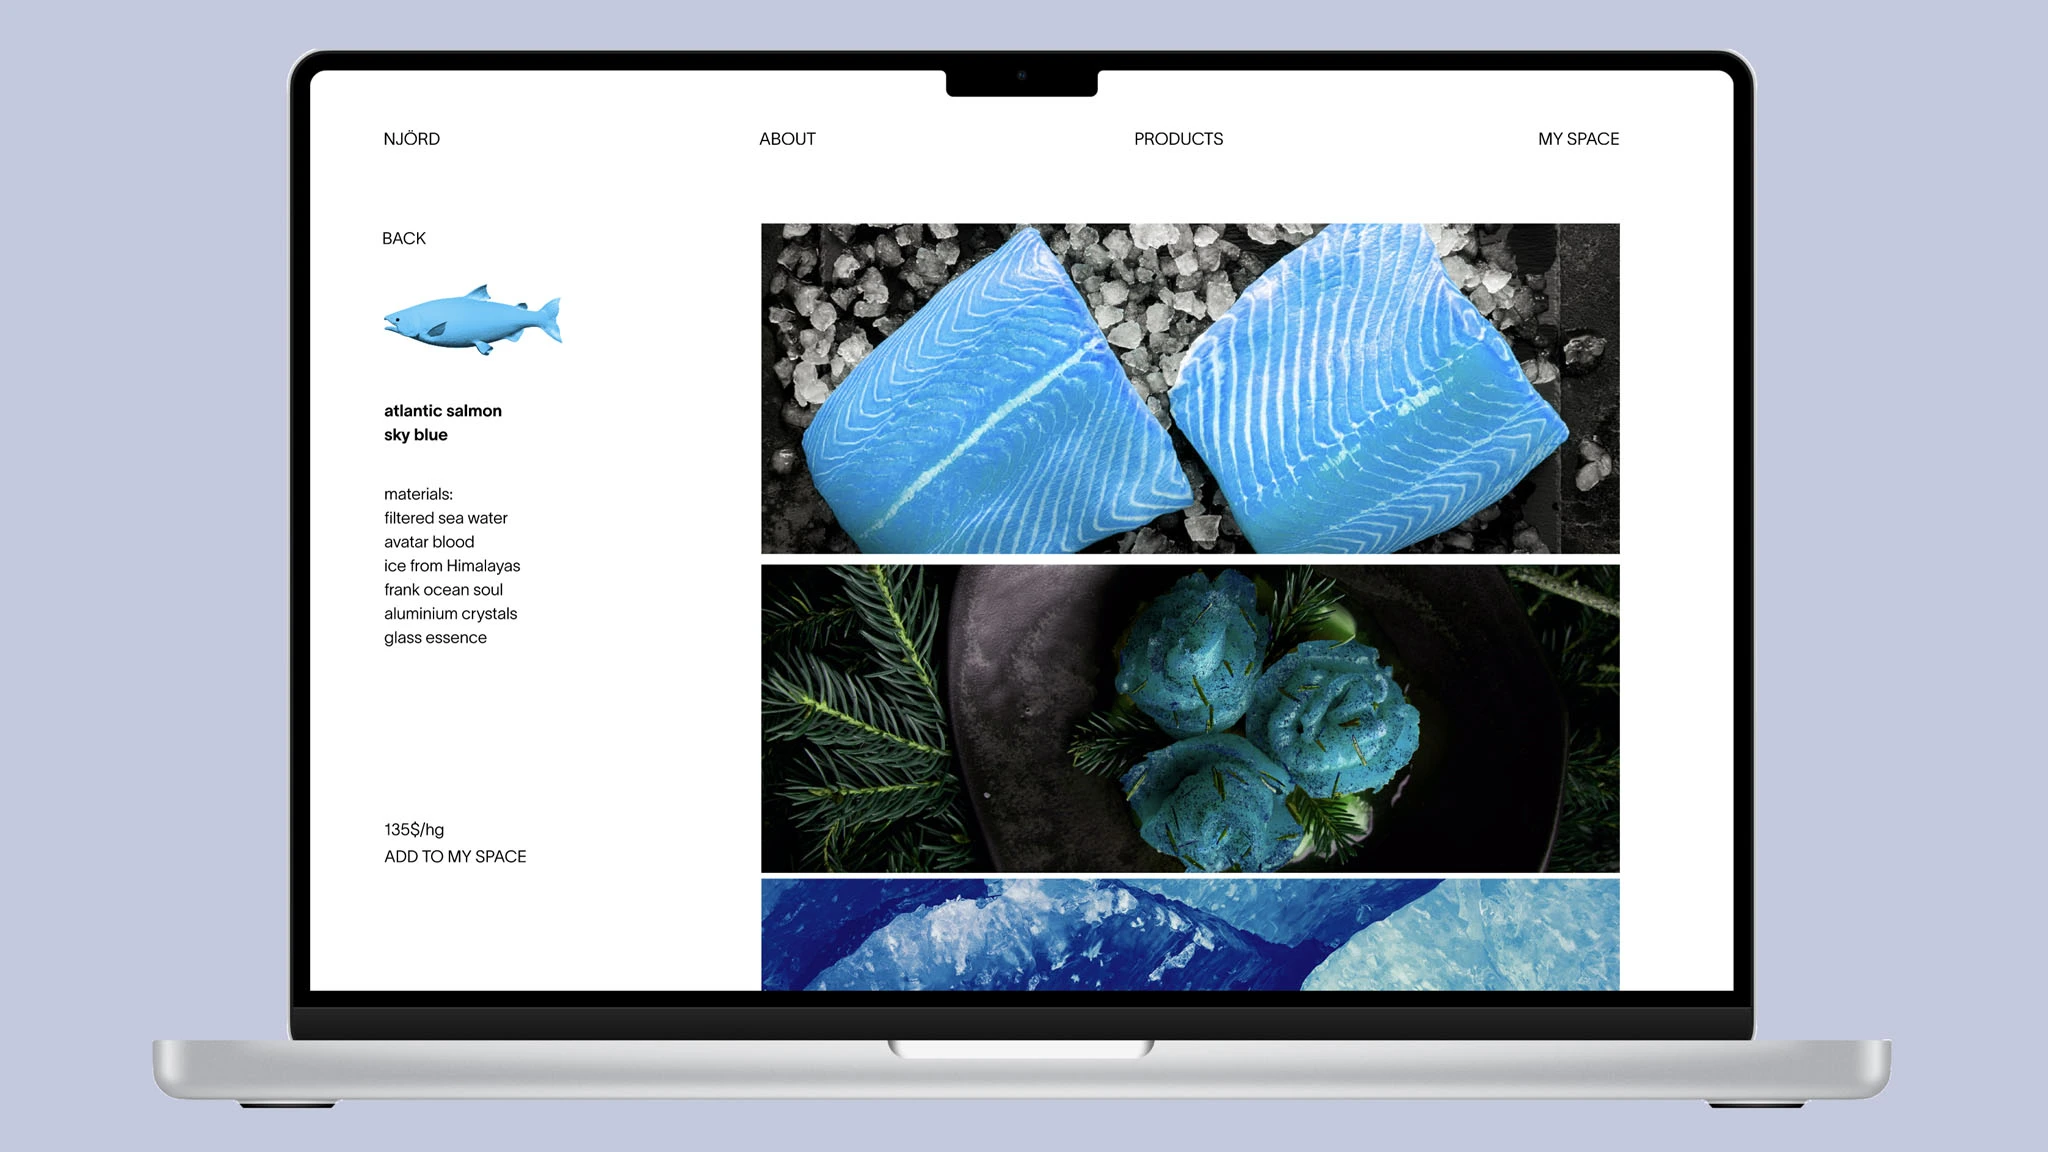 NJÖRD
ABOUT
PRODUCTS
MY SPACE
BACK
atlantic salmon
sky blue
materials:
filtered sea water
avatar blood
ice from Himalayas
frank ocean soul
aluminium crystals
glass essence
135$/hg
ADD TO MY SPACE